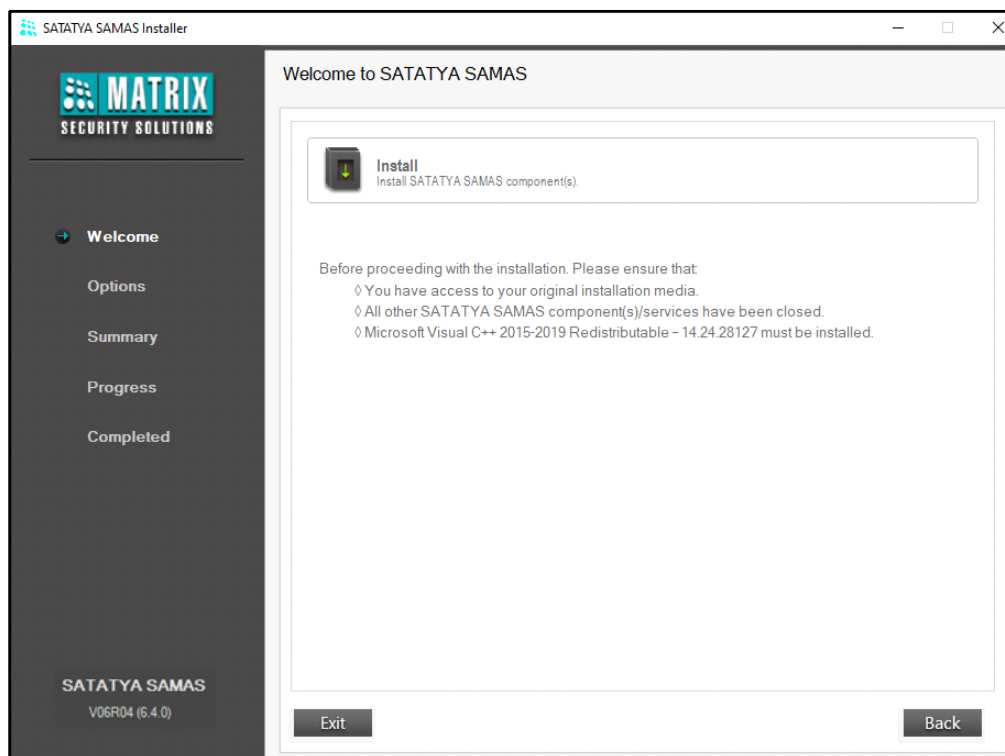 SATATYA SAMAS Installer
MATRIX
SECURITY SOLUTIONS
Welcome
Options
Summary
Progress
Completed
SATATYA SAMAS
V06R04 (6.4.0)
Welcome to SATATYA SAMAS
Install
Install SATATYA SAMAS component(s).
Before proceeding with the installation. Please ensure that:
◊ You have access to your original installation media.
◊ All other SATATYA SAMAS component(s)/services have been closed.
◊ Microsoft Visual C++ 2015-2019 Redistributable – 14.24.28127 must be installed.
Exit
Back